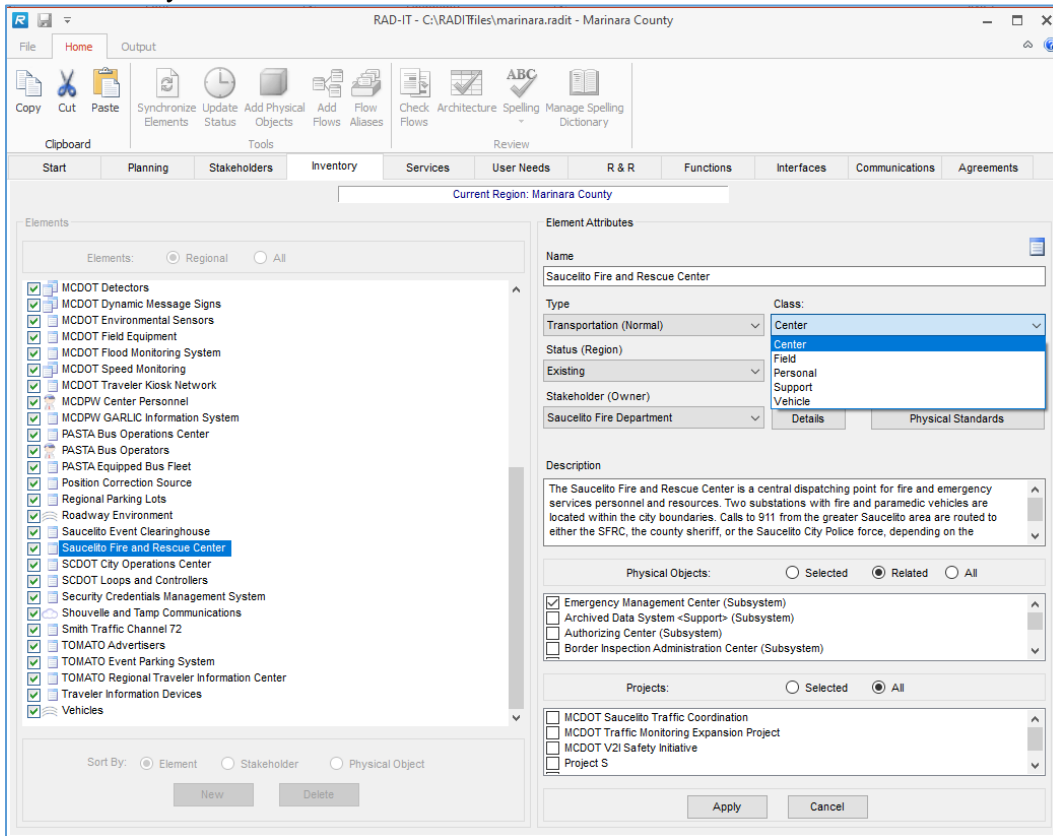 RAD-IT - C:\RADITfiles\marinara.radit - Marinara County
File Home Output
Copy Cut Paste Synchronize Elements Update Status Add Physical Objects Add Flows Flow Aliases Check Flows Architecture ABC Spelling Manage Spelling Dictionary
Clipboard Tools Review
Start Planning Stakeholders Inventory Services User Needs R & R Functions Interfaces Communications Agreements
Current Region: Marinara County
Elements
Elements: Regional All
MCDOT Detectors
MCDOT Dynamic Message Signs
MCDOT Environmental Sensors
MCDOT Field Equipment
MCDOT Flood Monitoring System
MCDOT Speed Monitoring
MCDOT Traveler Kiosk Network
MCDPW Center Personnel
MCDPW GARLIC Information System
PASTA Bus Operations Center
PASTA Bus Operators
PASTA Equipped Bus Fleet
Position Correction Source
Regional Parking Lots
Roadway Environment
Saucelito Event Clearinghouse
Saucelito Fire and Rescue Center
SCDOT City Operations Center
SCDOT Loops and Controllers
Security Credentials Management System
Shouvelle and Tamp Communications
Smith Traffic Channel 72
TOMATO Advertisers
TOMATO Event Parking System
TOMATO Regional Traveler Information Center
Traveler Information Devices
Vehicles
Sort By: Element Stakeholder Physical Object
New Delete
Element Attributes
Name
Saucelito Fire and Rescue Center
Type Class:
Transportation (Normal) Center
Center
Field
Personal
Support
Vehicle
Status (Region)
Existing
Stakeholder (Owner)
Saucelito Fire Department Details Physical Standards
Description
The Saucelito Fire and Rescue Center is a central dispatching point for fire and emergency
services personnel and resources. Two substations with fire and paramedic vehicles are
located within the city boundaries. Calls to 911 from the greater Saucelito area are routed to
either the SFRC, the county sheriff, or the Saucelito City Police force, depending on the
Physical Objects: Selected Related All
Emergency Management Center (Subsystem)
Archived Data System <Support> (Subsystem)
Authorizing Center (Subsystem)
Border Inspection Administration Center (Subsystem)
Projects: Selected All
MCDOT Saucelito Traffic Coordination
MCDOT Traffic Monitoring Expansion Project
MCDOT V2I Safety Initiative
Project S
Apply Cancel